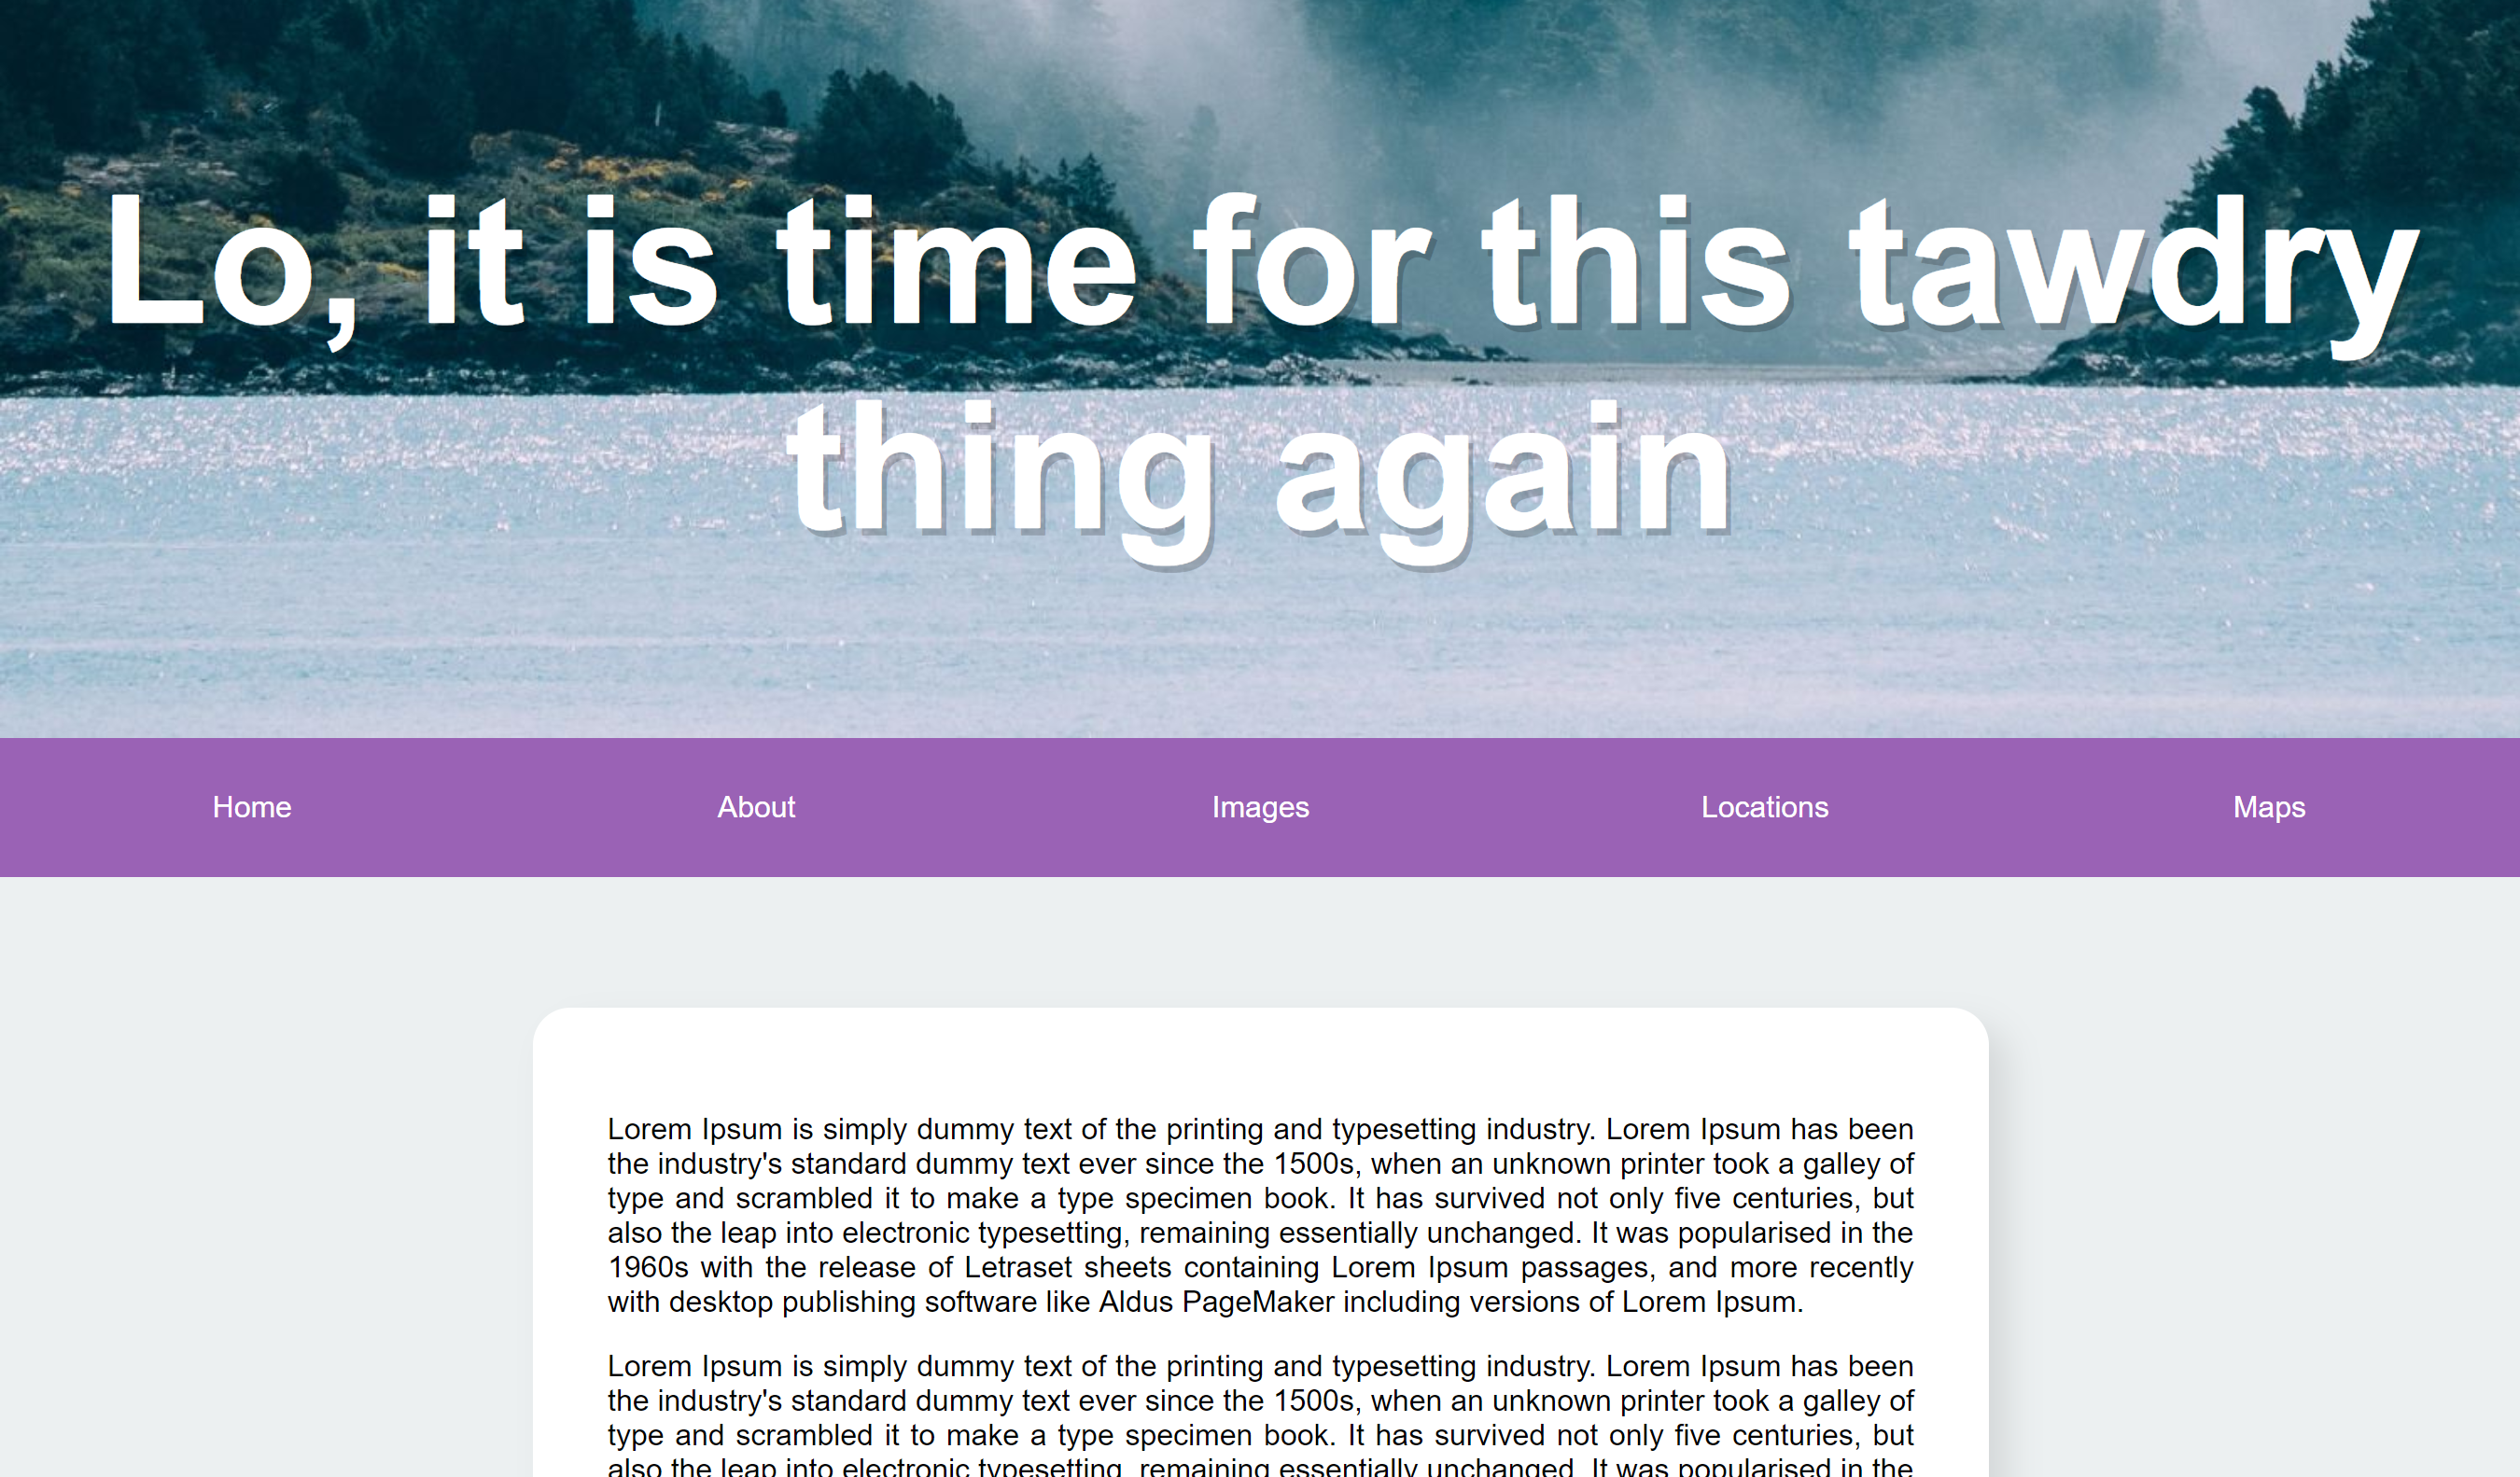 Lo, it is time for this tawdry
thing again
Home About Images Locations Maps
Lorem Ipsum is simply dummy text of the printing and typesetting industry. Lorem Ipsum has been
the industry's standard dummy text ever since the 1500s, when an unknown printer took a galley of
type and scrambled it to make a type specimen book. It has survived not only five centuries, but
also the leap into electronic typesetting, remaining essentially unchanged. It was popularised in the
1960s with the release of Letraset sheets containing Lorem Ipsum passages, and more recently
with desktop publishing software like Aldus PageMaker including versions of Lorem Ipsum.
Lorem Ipsum is simply dummy text of the printing and typesetting industry. Lorem Ipsum has been
the industry's standard dummy text ever since the 1500s, when an unknown printer took a galley of
type and scrambled it to make a type specimen book. It has survived not only five centuries, but
also the leap into electronic typesetting, remaining essentially unchanged. It was popularised in the